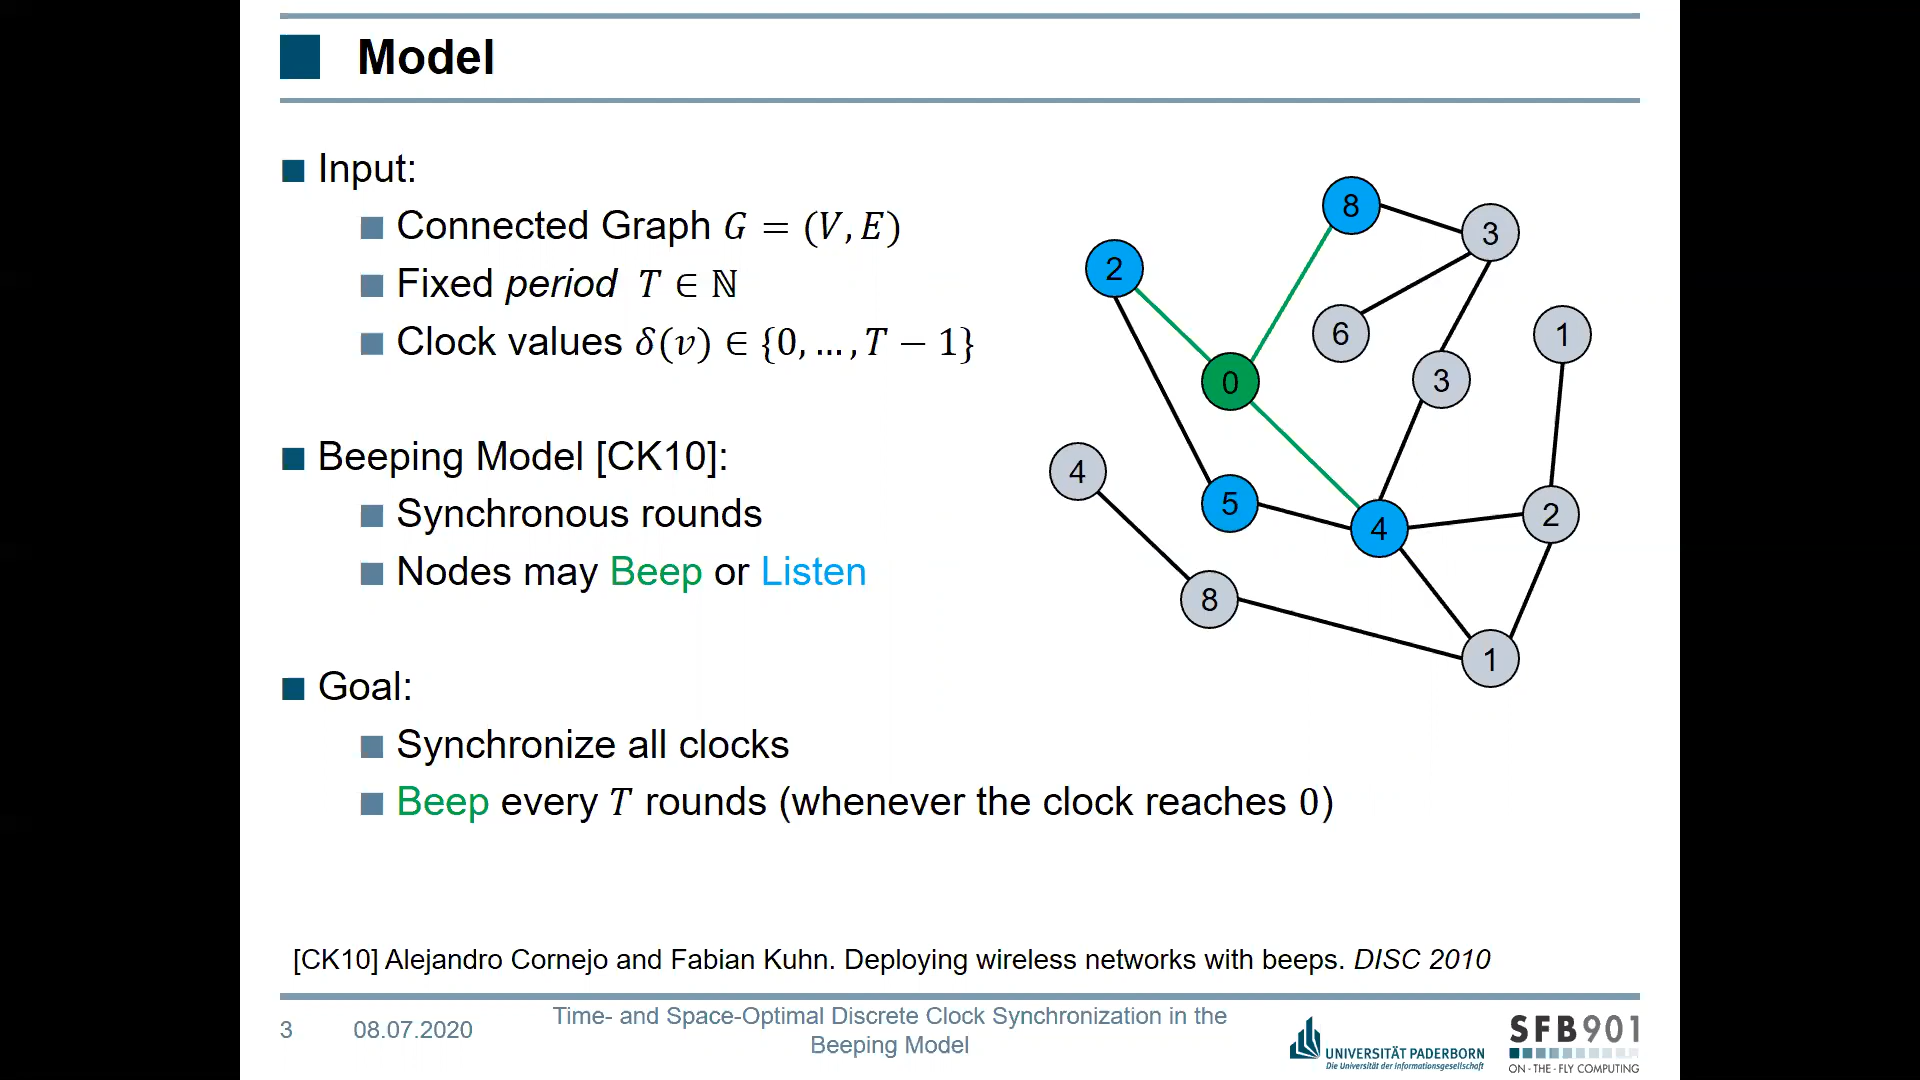 Model
Input:
Connected Graph G = (V, E)
Fixed period T ∈ ℕ
Clock values δ(v) ∈ {0, ..., T − 1}
Beeping Model [CK10]:
Synchronous rounds
Nodes may Beep or Listen
Goal:
Synchronize all clocks
Beep every T rounds (whenever the clock reaches 0)
8
3
2
6
1
0
3
4
5
4
2
8
1
[CK10] Alejandro Cornejo and Fabian Kuhn. Deploying wireless networks with beeps. DISC 2010
3
08.07.2020
Time- and Space-Optimal Discrete Clock Synchronization in the
Beeping Model
UNIVERSITÄT PADERBORN
Die Universität der Informationsgesellschaft
SFB901
ON - THE - FLY COMPUTING